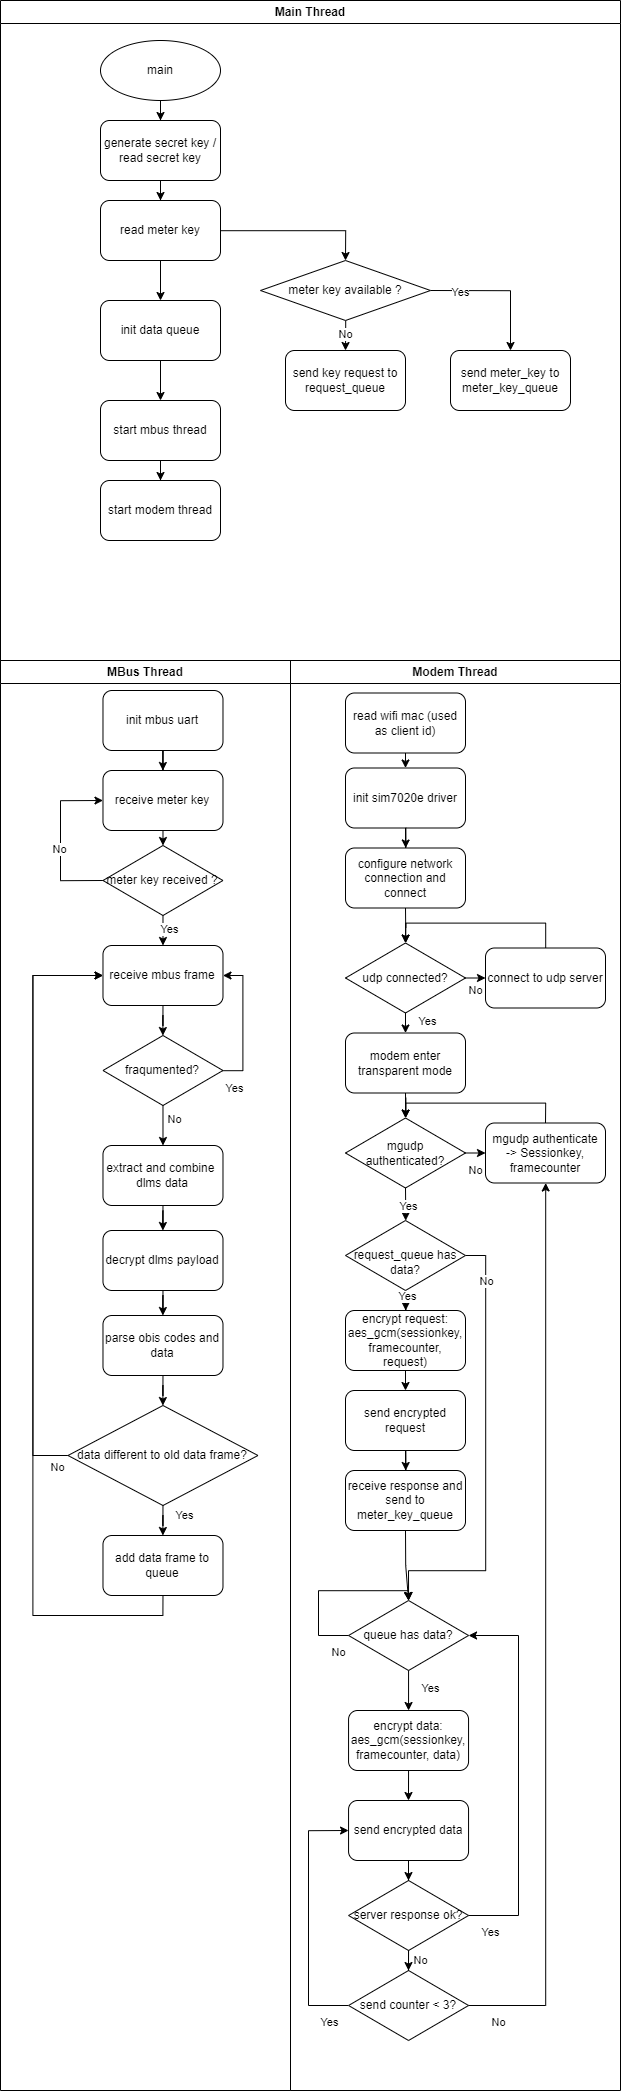 Main Thread
main
generate secret key /
read secret key
read meter key
meter key available ?
Yes
No
init data queue
send key request to
request_queue
send meter_key to
meter_key_queue
start mbus thread
start modem thread
MBus Thread
init mbus uart
receive meter key
No
meter key received ?
Yes
receive mbus frame
fraqumented?
Yes
No
extract and combine
dlms data
decrypt dlms payload
parse obis codes and
data
data different to old data frame?
No
Yes
add data frame to
queue
Modem Thread
read wifi mac (used
as client id)
init sim7020e driver
configure network
connection and
connect
udp connected?
No
connect to udp server
Yes
modem enter
transparent mode
mgudp
authenticated?
No
mgudp authenticate
-> Sessionkey,
framecounter
Yes
request_queue has
data?
No
Yes
encrypt request:
aes_gcm(sessionkey,
framecounter,
request)
send encrypted
request
receive response and
send to
meter_key_queue
queue has data?
No
Yes
encrypt data:
aes_gcm(sessionkey,
framecounter, data)
send encrypted data
server response ok?
Yes
No
send counter < 3?
Yes
No